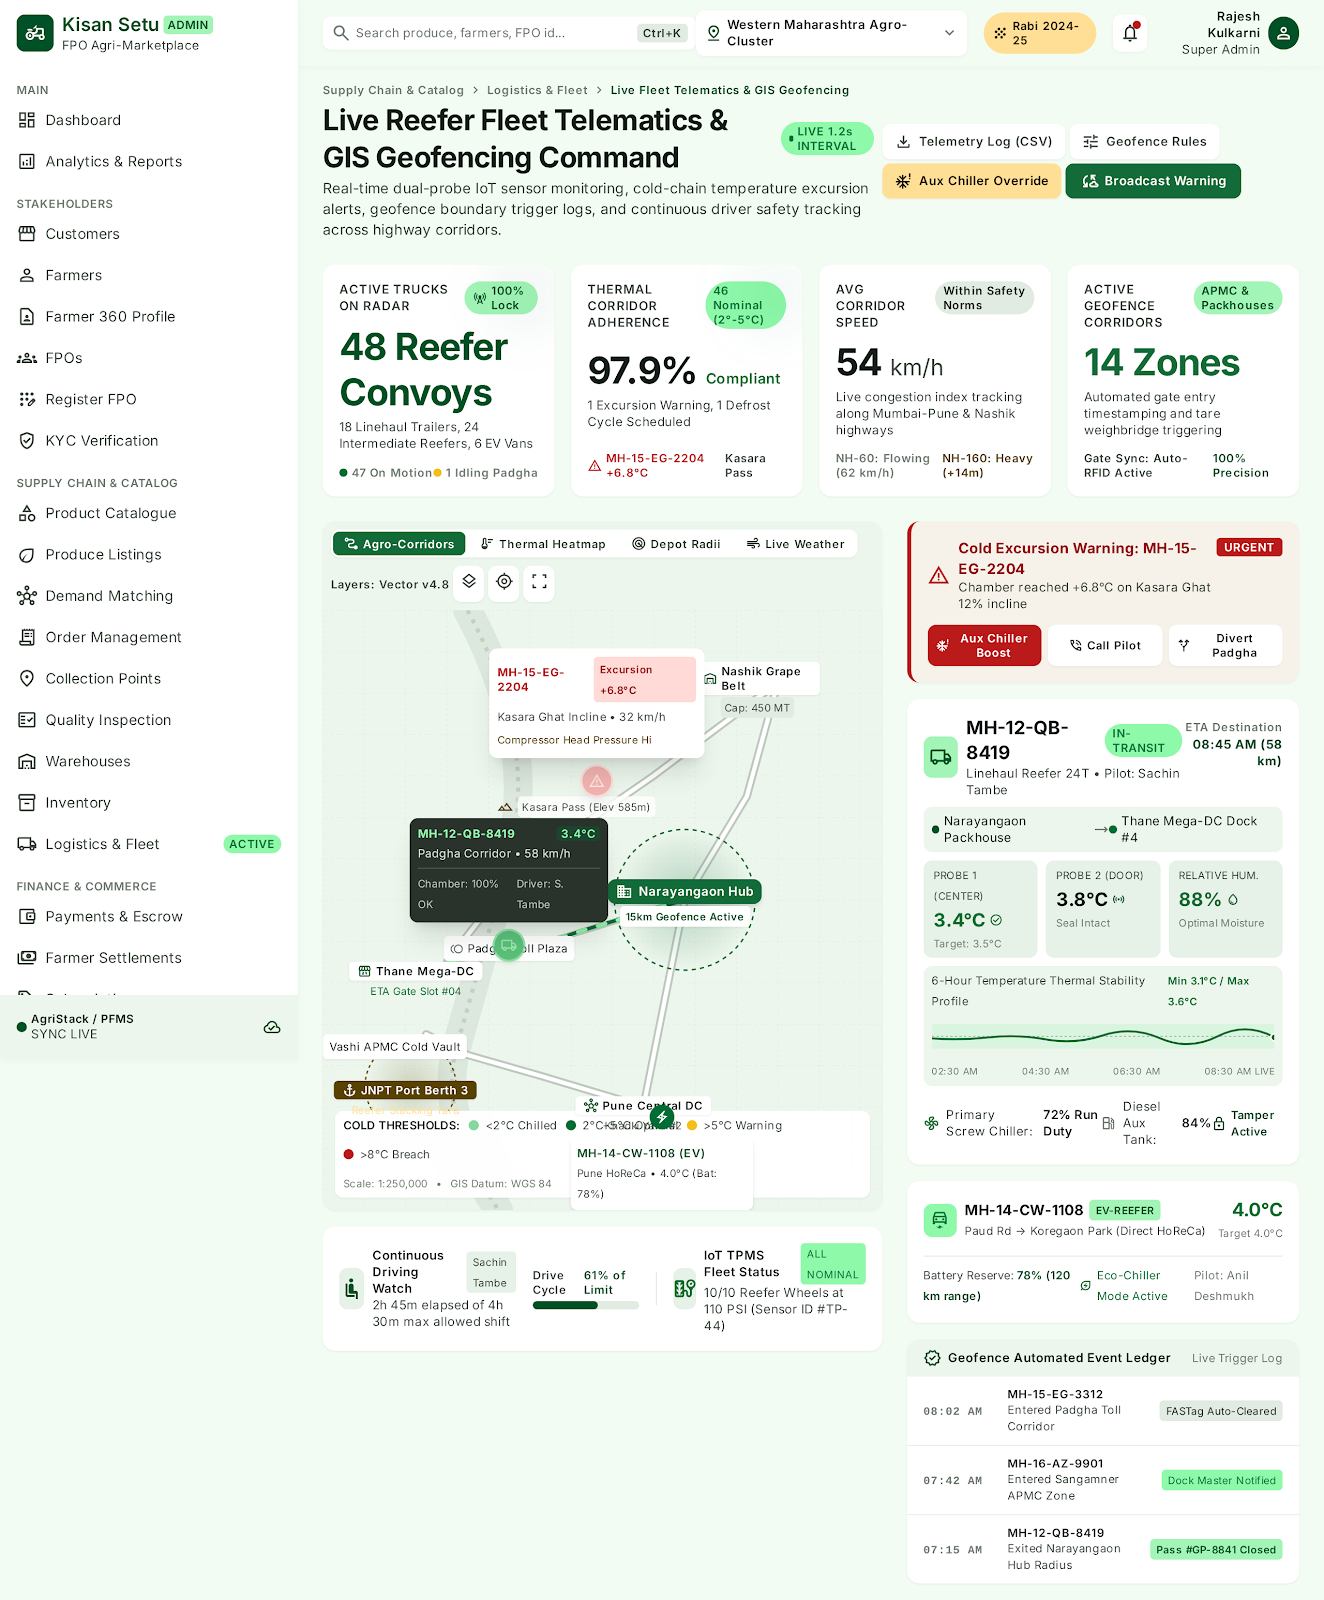 Kisan Setu ADMIN
FPO Agri-Marketplace
MAIN
Dashboard
Analytics & Reports
STAKEHOLDERS
Customers
Farmers
Farmer 360 Profile
FPOs
Register FPO
KYC Verification
SUPPLY CHAIN & CATALOG
Product Catalogue
Produce Listings
Demand Matching
Order Management
Collection Points
Quality Inspection
Warehouses
Inventory
Logistics & Fleet ACTIVE
FINANCE & COMMERCE
Payments & Escrow
Farmer Settlements
AgriStack / PFMS
SYNC LIVE
Search produce, farmers, FPO id... Ctrl+K
Western Maharashtra Agro-
Cluster
Rabi 2024-
25
Rajesh
Kulkarni
Super Admin
Supply Chain & Catalog > Logistics & Fleet > Live Fleet Telematics & GIS Geofencing
Live Reefer Fleet Telematics &
GIS Geofencing Command
LIVE 1.2s
INTERVAL
Real-time dual-probe IoT sensor monitoring, cold-chain temperature excursion
alerts, geofence boundary trigger logs, and continuous driver safety tracking
across highway corridors.
Telemetry Log (CSV)
Geofence Rules
Aux Chiller Override
Broadcast Warning
ACTIVE TRUCKS
ON RADAR
100%
Lock
48 Reefer
Convoys
18 Linehaul Trailers, 24
Intermediate Reefers, 6 EV Vans
47 On Motion 1 Idling Padgha
THERMAL
CORRIDOR
ADHERENCE
46
Nominal
(2°-5°C)
97.9% Compliant
1 Excursion Warning, 1 Defrost
Cycle Scheduled
MH-15-EG-2204
+6.8°C
Kasara
Pass
AVG
CORRIDOR
SPEED
Within Safety
Norms
54 km/h
Live congestion index tracking
along Mumbai-Pune & Nashik
highways
NH-60: Flowing
(62 km/h)
NH-160: Heavy
(+14m)
ACTIVE
GEOFENCE
CORRIDORS
APMC &
Packhouses
14 Zones
Automated gate entry
timestamping and tare
weighbridge triggering
Gate Sync: Auto-
RFID Active
100%
Precision
Agro-Corridors
Thermal Heatmap
Depot Radii
Live Weather
Layers: Vector v4.8
MH-15-EG-
2204
Excursion
+6.8°C
Kasara Ghat Incline • 32 km/h
Compressor Head Pressure Hi
Nashik Grape
Belt
Cap: 450 MT
Kasara Pass (Elev 585m)
MH-12-QB-8419 3.4°C
Padgha Corridor • 58 km/h
Chamber: 100%
OK
Driver: S.
Tambe
Narayangaon Hub
15km Geofence Active
Thane Mega-DC
ETA Gate Slot #04
Vashi APMC Cold Vault
JNPT Port Berth 3
Pune Central DC
COLD THRESHOLDS: <2°C Chilled >5°C Warning
>8°C Breach
Scale: 1:250,000 • GIS Datum: WGS 84
MH-14-CW-1108 (EV)
Pune HoReCa • 4.0°C (Bat:
78%)
Continuous
Driving
Watch
Sachin
Tambe
2h 45m elapsed of 4h
30m max allowed shift
Drive
Cycle
61% of
Limit
IoT TPMS
Fleet Status
ALL
NOMINAL
10/10 Reefer Wheels at
110 PSI (Sensor ID #TP-
44)
Cold Excursion Warning: MH-15-
EG-2204
URGENT
Chamber reached +6.8°C on Kasara Ghat
12% incline
Aux Chiller
Boost
Call Pilot
Divert
Padgha
MH-12-QB-
8419
IN-
TRANSIT
ETA Destination
08:45 AM (58
km)
Linehaul Reefer 24T • Pilot: Sachin
Tambe
Narayangaon
Packhouse
→
Thane Mega-DC Dock
#4
PROBE 1
(CENTER)
3.4°C
Target: 3.5°C
PROBE 2 (DOOR)
3.8°C
Seal Intact
RELATIVE HUM.
88%
Optimal Moisture
6-Hour Temperature Thermal Stability
Profile
Min 3.1°C / Max
3.6°C
02:30 AM 04:30 AM 06:30 AM 08:30 AM LIVE
Primary
Screw Chiller:
72% Run
Duty
Diesel
Aux
Tank:
84%
Tamper
Active
MH-14-CW-1108 EV-REEFER
Paud Rd → Koregaon Park (Direct HoReCa)
4.0°C
Target 4.0°C
Battery Reserve: 78% (120
km range)
Eco-Chiller
Mode Active
Pilot: Anil
Deshmukh
Geofence Automated Event Ledger Live Trigger Log
08:02 AM
MH-15-EG-3312
Entered Padgha Toll
Corridor
FASTag Auto-Cleared
07:42 AM
MH-16-AZ-9901
Entered Sangamner
APMC Zone
Dock Master Notified
07:15 AM
MH-12-QB-8419
Exited Narayangaon
Hub Radius
Pass #GP-8841 Closed